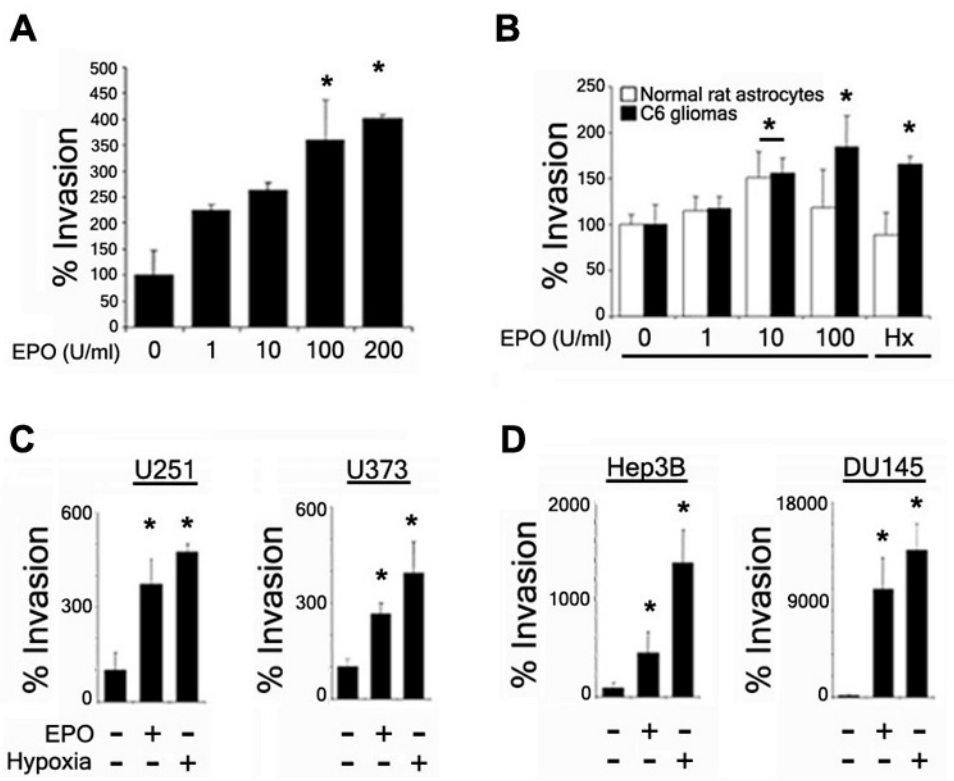 A
500
450
400
350
300
250
200
150
100
50
0
% Invasion
* *
EPO (U/ml) 0 1 10 100 200
B
250
200
150
100
50
0
% Invasion
Normal rat astrocytes
C6 gliomas
* * *
EPO (U/ml) 0 1 10 100 Hx
C
U251
600
300
0
% Invasion
* *
U373
600
300
0
% Invasion
* *
EPO - + - - + -
Hypoxia - - + - - +
D
Hep3B
2000
1000
0
% Invasion
* *
DU145
18000
9000
0
% Invasion
* *
- + - - + -
- - + - - +